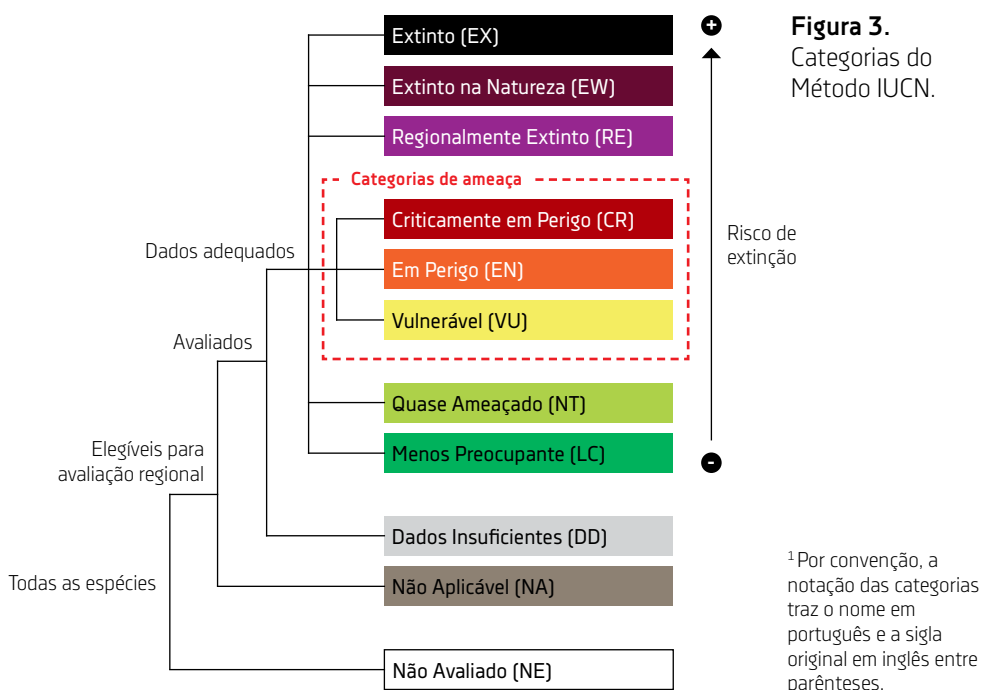 Extinto (EX)
Extinto na Natureza (EW)
Regionalmente Extinto (RE)
Categorias de ameaça
Criticamente em Perigo (CR)
Em Perigo (EN)
Vulnerável (VU)
Quase Ameaçado (NT)
Menos Preocupante (LC)
Dados Insuficientes (DD)
Não Aplicável (NA)
Não Avaliado (NE)
Dados adequados
Avaliados
Elegíveis para
avaliação regional
Todas as espécies
+
Risco de
extinção
-
Figura 3.
Categorias do
Método IUCN.
1 Por convenção, a
notação das categorias
traz o nome em
português e a sigla
original em inglês entre
parênteses.